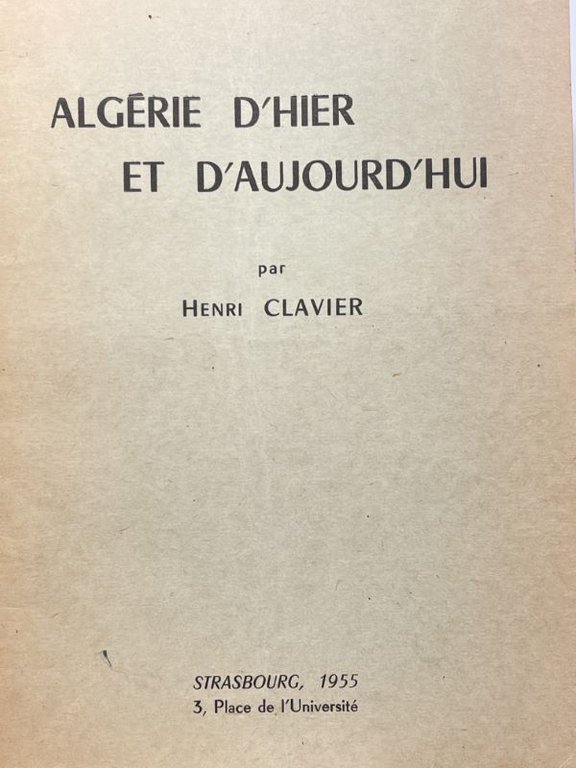 ALGÉRIE D'HIER
ET D'AUJOURD'HUI
par
HENRI CLAVIER
STRASBOURG, 1955
3, Place de l'Université